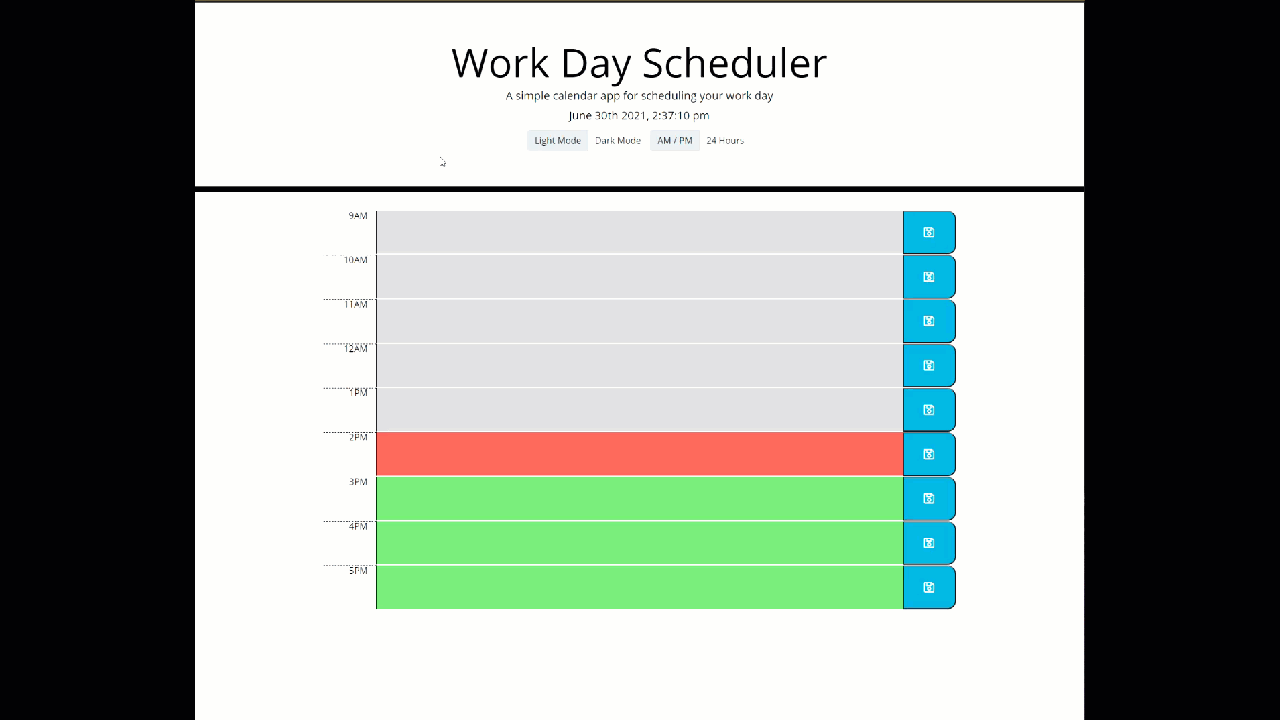 Work Day Scheduler
A simple calendar app for scheduling your work day
June 30th 2021, 2:37:10 pm
Light Mode Dark Mode AM / PM 24 Hours
9AM
10AM
11AM
12AM
1PM
2PM
3PM
4PM
5PM